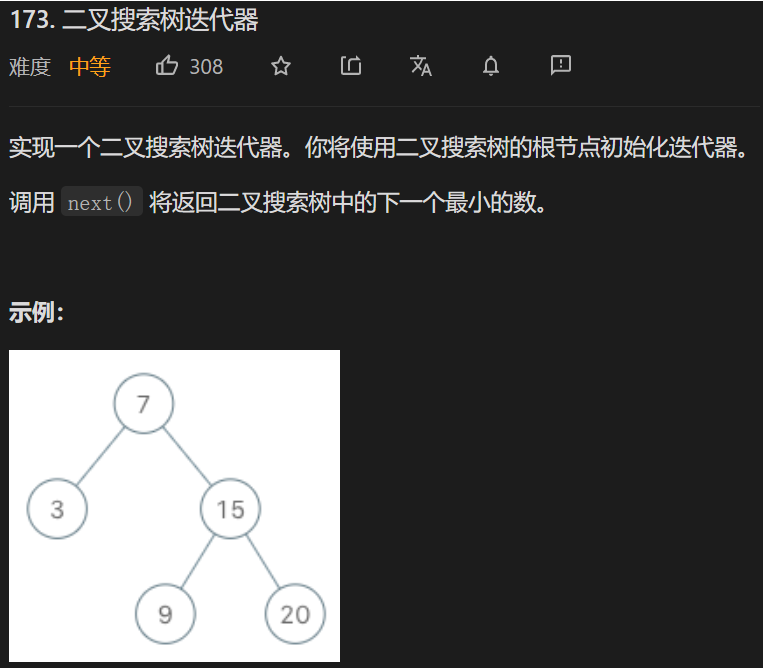 173. 二叉搜索树迭代器
难度 中等 308
实现一个二叉搜索树迭代器。你将使用二叉搜索树的根节点初始化迭代器。
调用 next() 将返回二叉搜索树中的下一个最小的数。
示例：
7
3 15
9 20